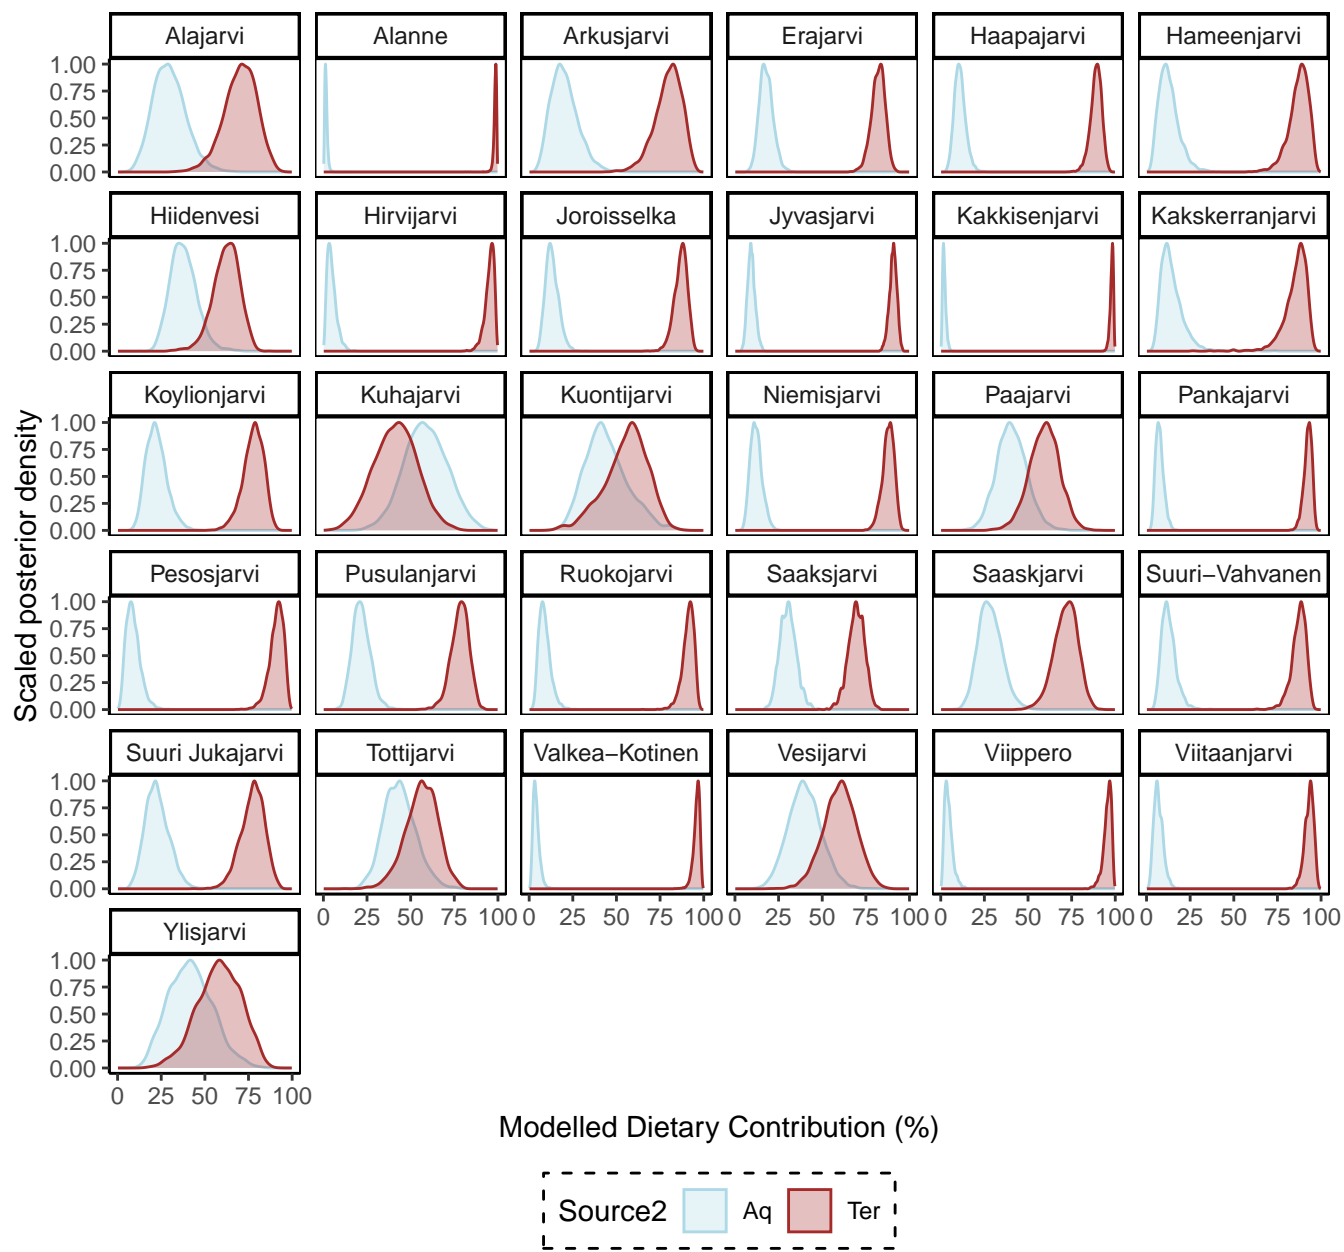 Alajarvi Alanne Arkusjarvi Erajarvi Haapajarvi Hameenjarvi
1.00
0.75
0.50
0.25
0.00
Hiidenvesi Hirvijarvi Joroisselka Jyvasjarvi Kakkisenjarvi Kakskerranjarvi
1.00
0.75
0.50
0.25
0.00
Koylionjarvi Kuhajarvi Kuontijarvi Niemisjarvi Paajarvi Pankajarvi
1.00
0.75
0.50
0.25
0.00
Scaled posterior density
Pesosjarvi Pusulanjarvi Ruokojarvi Saaksjarvi Saaskjarvi Suuri−Vahvanen
1.00
0.75
0.50
0.25
0.00
Suuri Jukajarvi Tottijarvi Valkea−Kotinen Vesijarvi Viippero Viitaanjarvi
1.00
0.75
0.50
0.25
0.00
0 25 50 75 100 0 25 50 75 100 0 25 50 75 100 0 25 50 75 100 0 25 50 75 100
Ylisjarvi
1.00
0.75
0.50
0.25
0.00
0 25 50 75 100
Modelled Dietary Contribution (%)
Source2 Aq Ter